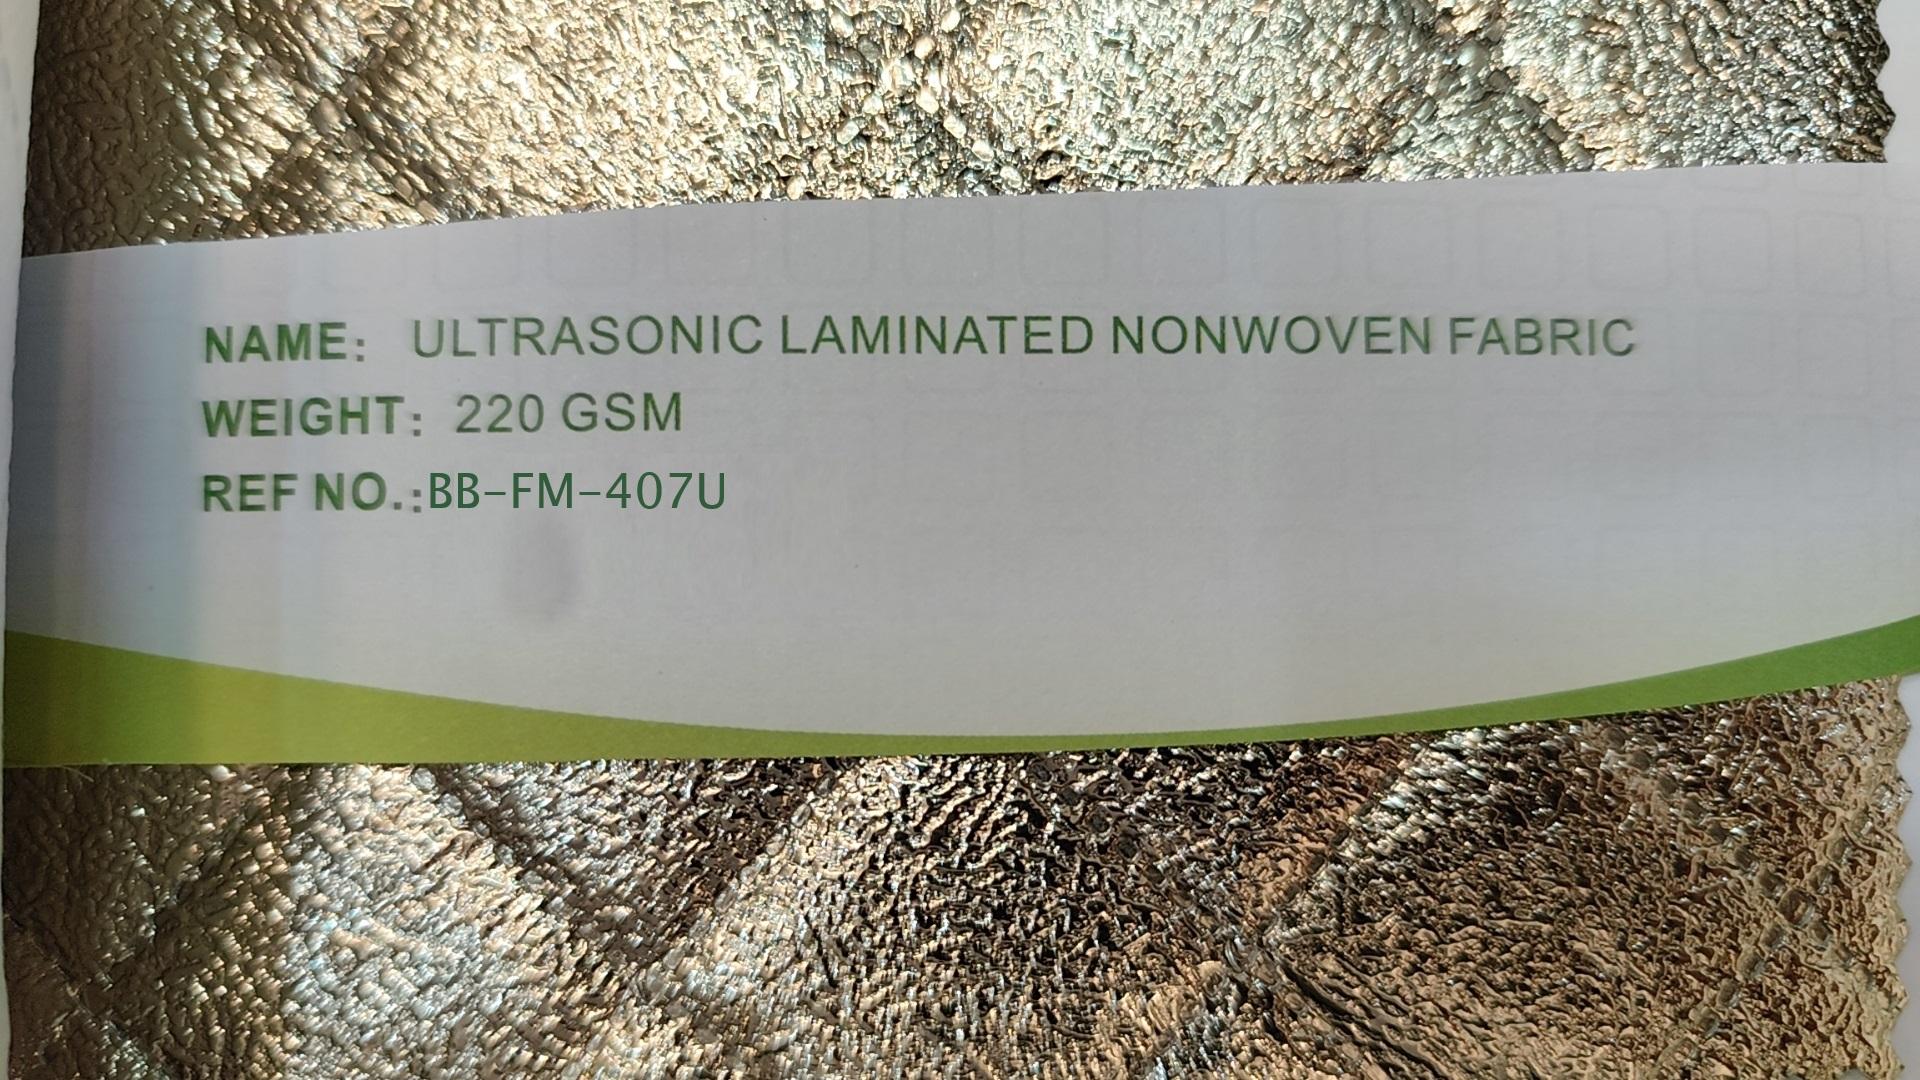 NAME: ULTRASONIC LAMINATED NONWOVEN FABRIC
WEIGHT: 220 GSM
REF NO.:BB-FM-407U